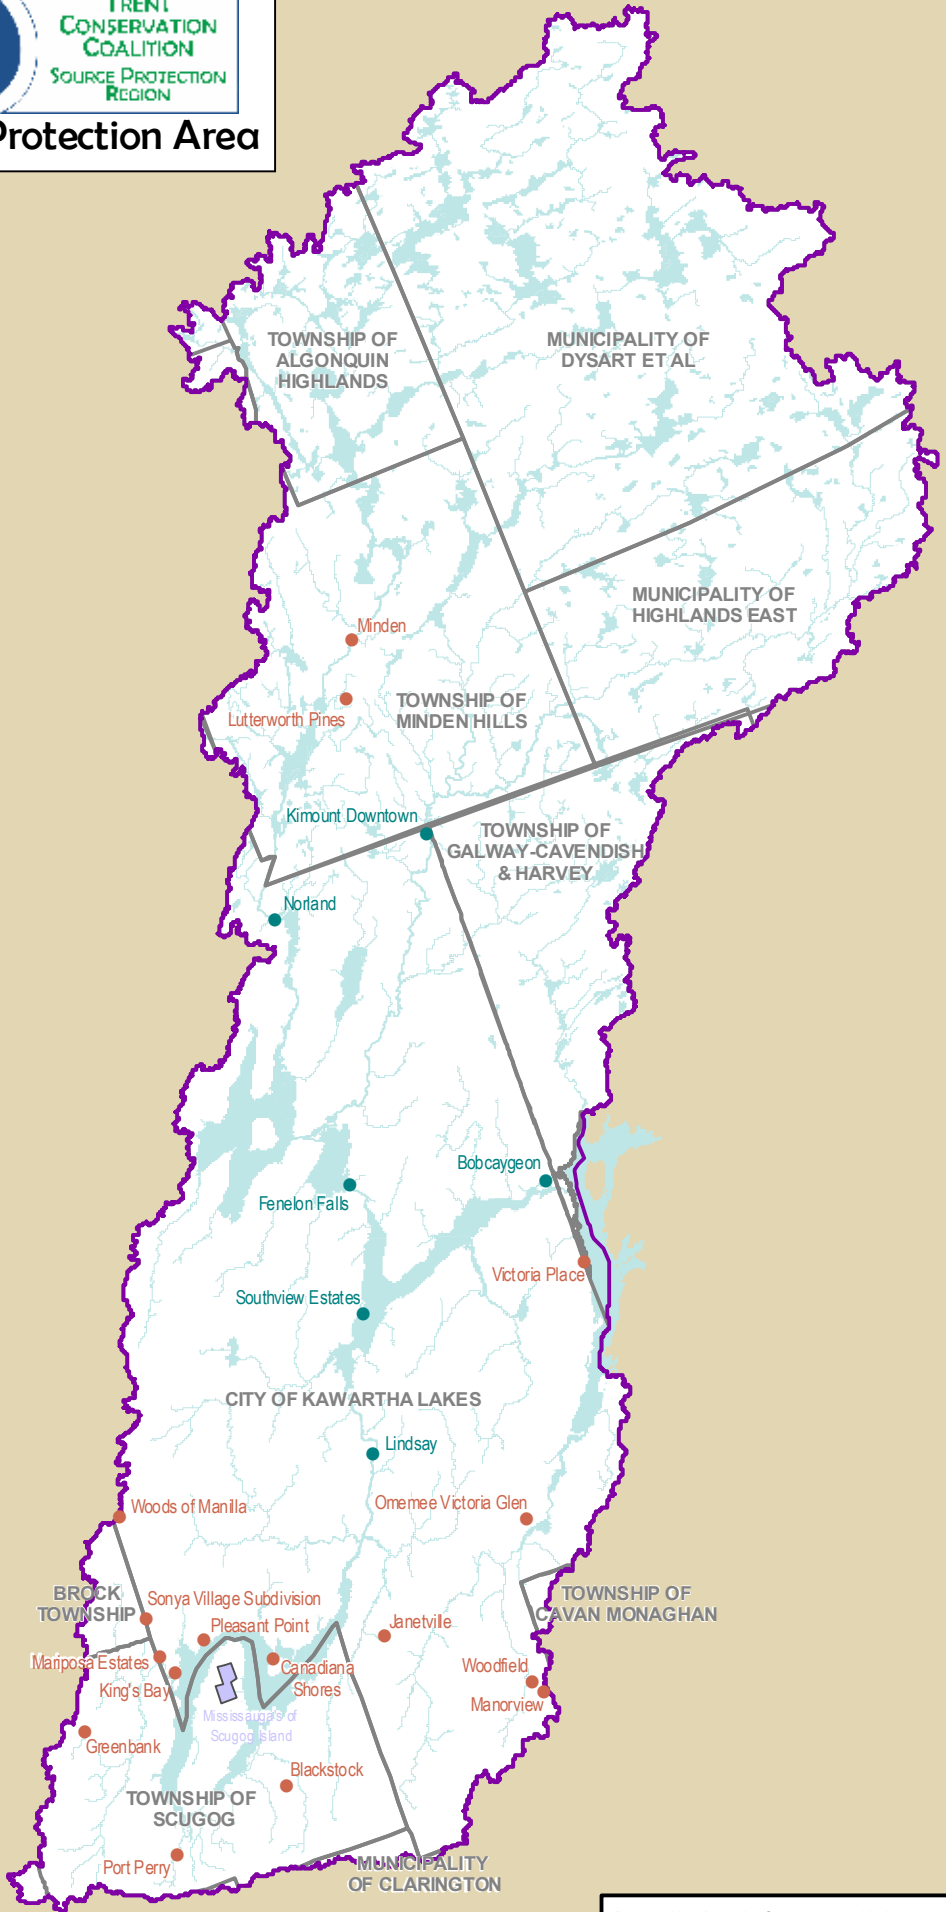 TRENT
CONSERVATION
COALITION
SOURCE PROTECTION
REGION
Protection Area
TOWNSHIP OF
ALGONQUIN
HIGHLANDS
MUNICIPALITY OF
DYSART ET AL
MUNICIPALITY OF
HIGHLANDS EAST
Minden
Lutterworth Pines
TOWNSHIP OF
MINDEN HILLS
Kimount Downtown
TOWNSHIP OF
GALWAY-CAVENDISH
& HARVEY
Norland
Bobcaygeon
Fenelon Falls
Victoria Place
Southview Estates
CITY OF KAWARTHA LAKES
Lindsay
Woods of Manilla
Omemee Victoria Glen
BROCK
TOWNSHIP
Sonya Village Subdivision
Pleasant Point
Janetville
TOWNSHIP OF
CAVAN MONAGHAN
Mariposa Estates
King's Bay
Canadiana
Shores
Woodfield
Manorview
Mississauga's of
Scugog Island
Greenbank
Blackstock
TOWNSHIP OF
SCUGOG
Port Perry
MUNICIPALITY
OF CLARINGTON